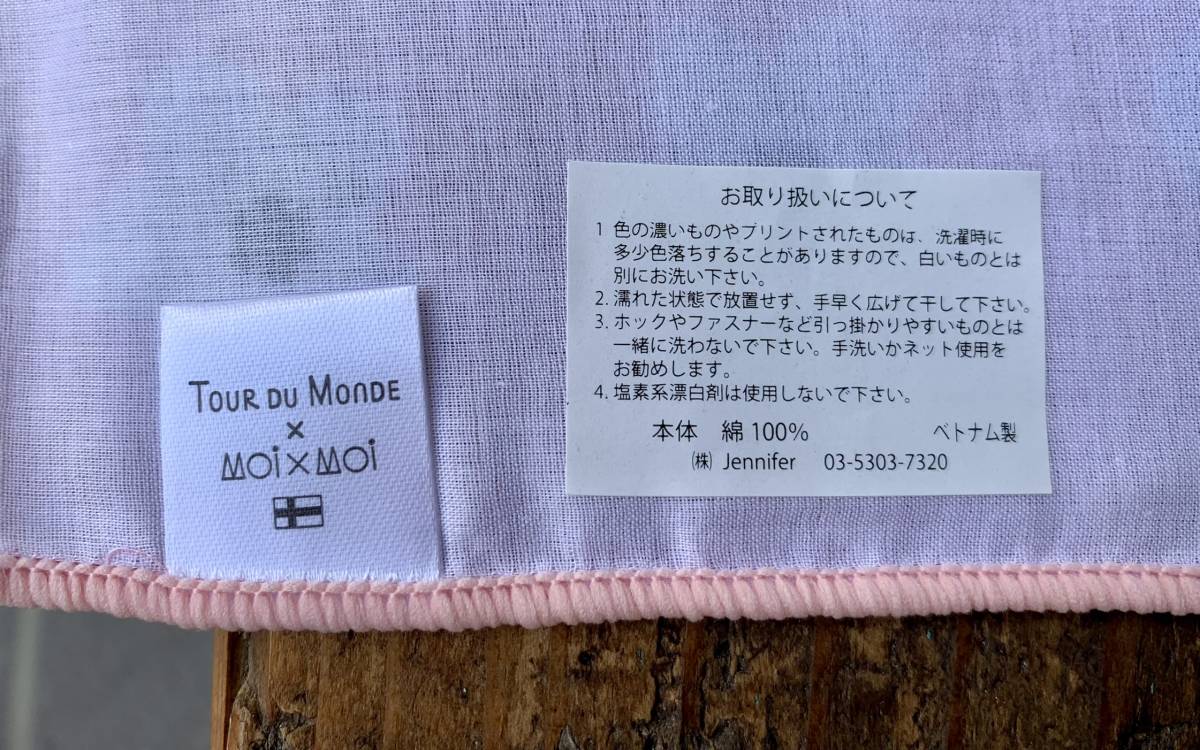 TOUR DU MONDE
×
MOi×MOi
お取り扱いについて
1 色の濃いものやプリントされたものは、洗濯時に
多少色落ちすることがありますので、白いものとは
別にお洗い下さい。
2. 濡れた状態で放置せず、手早く広げて干して下さい。
3. ホックやファスナーなど引っ掛かりやすいものとは
一緒に洗わないで下さい。手洗いかネット使用を
お勧めします。
4. 塩素系漂白剤は使用しないで下さい。
本体 綿100% ベトナム製
㈱ Jennifer 03-5303-7320